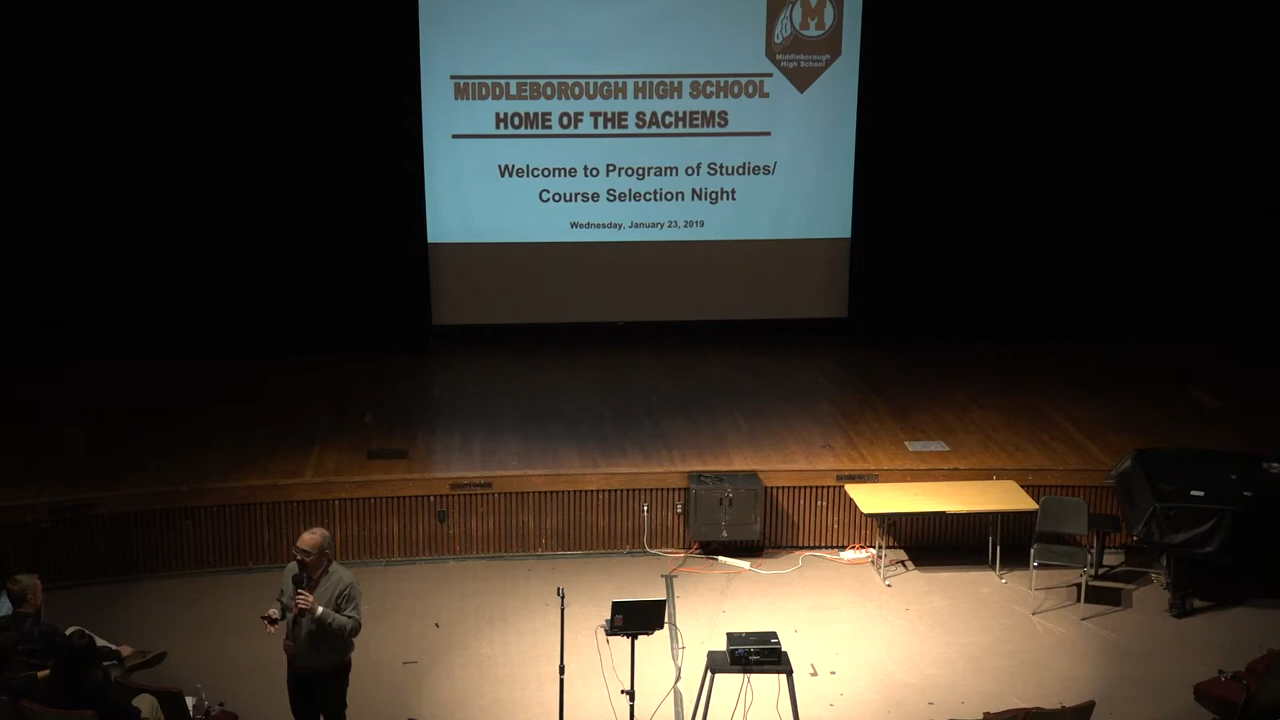 M
Middleborough
High School
MIDDLEBOROUGH HIGH SCHOOL
HOME OF THE SACHEMS
Welcome to Program of Studies/
Course Selection Night
Wednesday, January 23, 2019